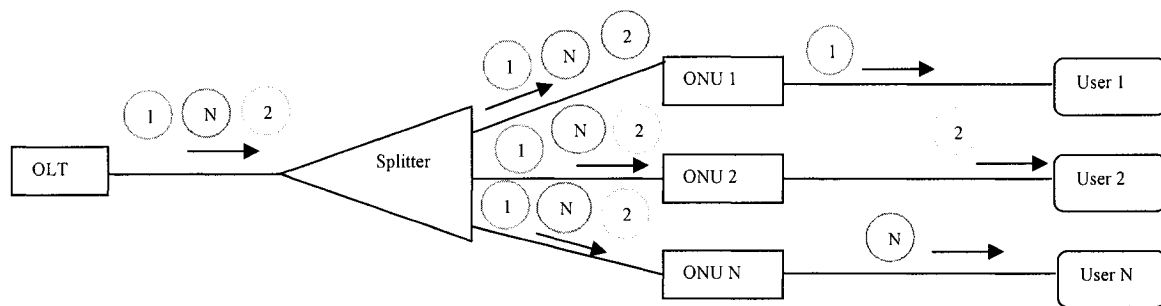 1 N 2
OLT
Splitter
1 N 2
ONU 1
1
User 1
1 N 2
ONU 2
2
User 2
1 N 2
ONU N
N
User N